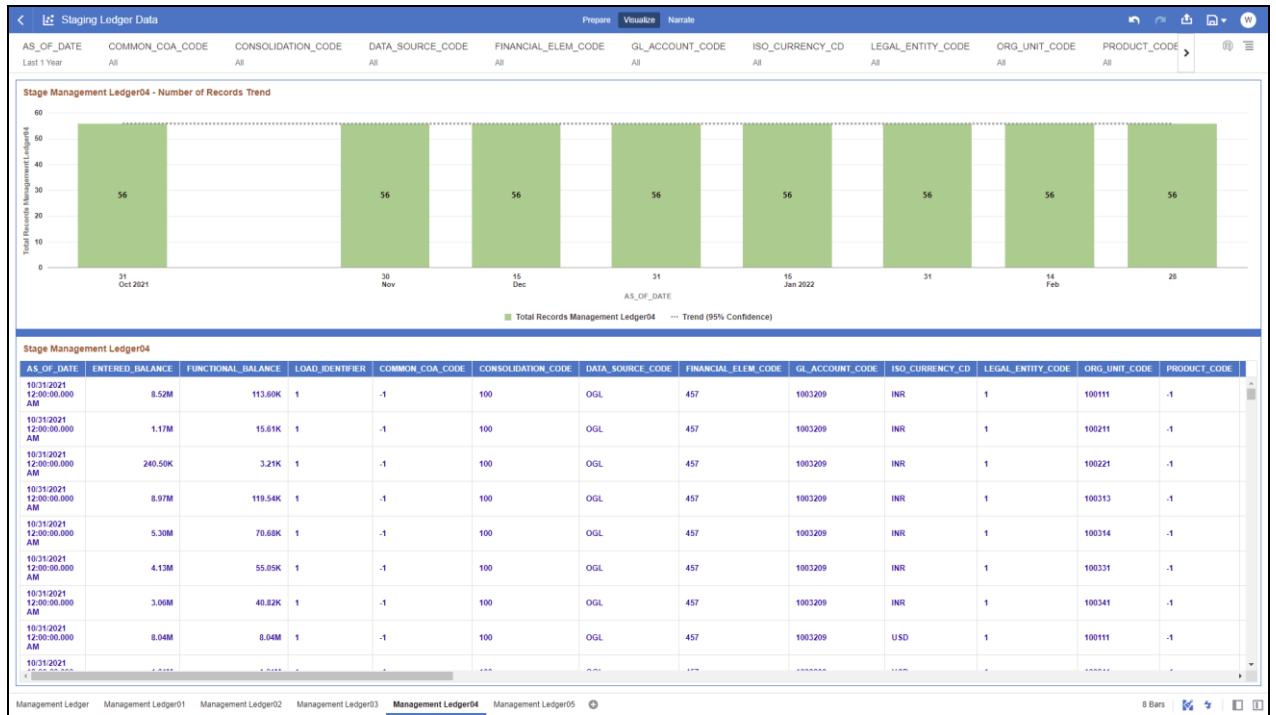 Staging Ledger Data
Prepare Visualize Narrate
W
AS_OF_DATE COMMON_COA_CODE CONSOLIDATION_CODE DATA_SOURCE_CODE FINANCIAL_ELEM_CODE GL_ACCOUNT_CODE ISO_CURRENCY_CD LEGAL_ENTITY_CODE ORG_UNIT_CODE PRODUCT_CODE
Last 1 Year All All All All All All All All All
Stage Management Ledger04 - Number of Records Trend
Total Records Management Ledger04
60
50
40
30
20
10
0
56 56 56 56 56 56 56 56
31 30 15 31 15 31 14 28
Oct 2021 Nov Dec Jan 2022 Feb
AS_OF_DATE
Total Records Management Ledger04 Trend (95% Confidence)
Stage Management Ledger04
AS_OF_DATE ENTERED_BALANCE FUNCTIONAL_BALANCE LOAD_IDENTIFIER COMMON_COA_CODE CONSOLIDATION_CODE DATA_SOURCE_CODE FINANCIAL_ELEM_CODE GL_ACCOUNT_CODE ISO_CURRENCY_CD LEGAL_ENTITY_CODE ORG_UNIT_CODE PRODUCT_CODE
10/31/2021
12:00:00.000 8.52M 113.60K 1 -1 100 OGL 457 1003209 INR 1 100111 -1
AM
10/31/2021
12:00:00.000 1.17M 15.61K 1 -1 100 OGL 457 1003209 INR 1 100211 -1
AM
10/31/2021
12:00:00.000 240.50K 3.21K 1 -1 100 OGL 457 1003209 INR 1 100221 -1
AM
10/31/2021
12:00:00.000 8.97M 119.54K 1 -1 100 OGL 457 1003209 INR 1 100313 -1
AM
10/31/2021
12:00:00.000 5.30M 70.68K 1 -1 100 OGL 457 1003209 INR 1 100314 -1
AM
10/31/2021
12:00:00.000 4.13M 55.05K 1 -1 100 OGL 457 1003209 INR 1 100331 -1
AM
10/31/2021
12:00:00.000 3.06M 40.82K 1 -1 100 OGL 457 1003209 INR 1 100341 -1
AM
10/31/2021
12:00:00.000 8.04M 8.04M 1 -1 100 OGL 457 1003209 USD 1 100111 -1
AM
10/31/2021
Management Ledger Management Ledger01 Management Ledger02 Management Ledger03 Management Ledger04 Management Ledger05 8 Bars